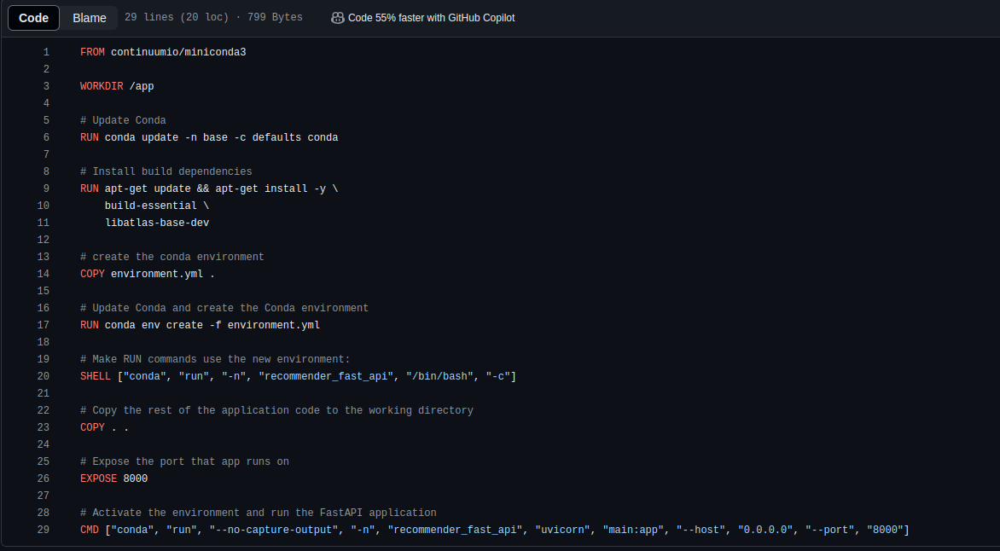 Code Blame 29 lines (20 loc) · 799 Bytes Code 55% faster with GitHub Copilot
1 FROM continuumio/miniconda3
2
3 WORKDIR /app
4
5 # Update Conda
6 RUN conda update -n base -c defaults conda
7
8 # Install build dependencies
9 RUN apt-get update && apt-get install -y \
10     build-essential \
11     libatlas-base-dev
12
13 # create the conda environment
14 COPY environment.yml .
15
16 # Update Conda and create the Conda environment
17 RUN conda env create -f environment.yml
18
19 # Make RUN commands use the new environment:
20 SHELL ["conda", "run", "-n", "recommender_fast_api", "/bin/bash", "-c"]
21
22 # Copy the rest of the application code to the working directory
23 COPY . .
24
25 # Expose the port that app runs on
26 EXPOSE 8000
27
28 # Activate the environment and run the FastAPI application
29 CMD ["conda", "run", "--no-capture-output", "-n", "recommender_fast_api", "uvicorn", "main:app", "--host", "0.0.0.0", "--port", "8000"]